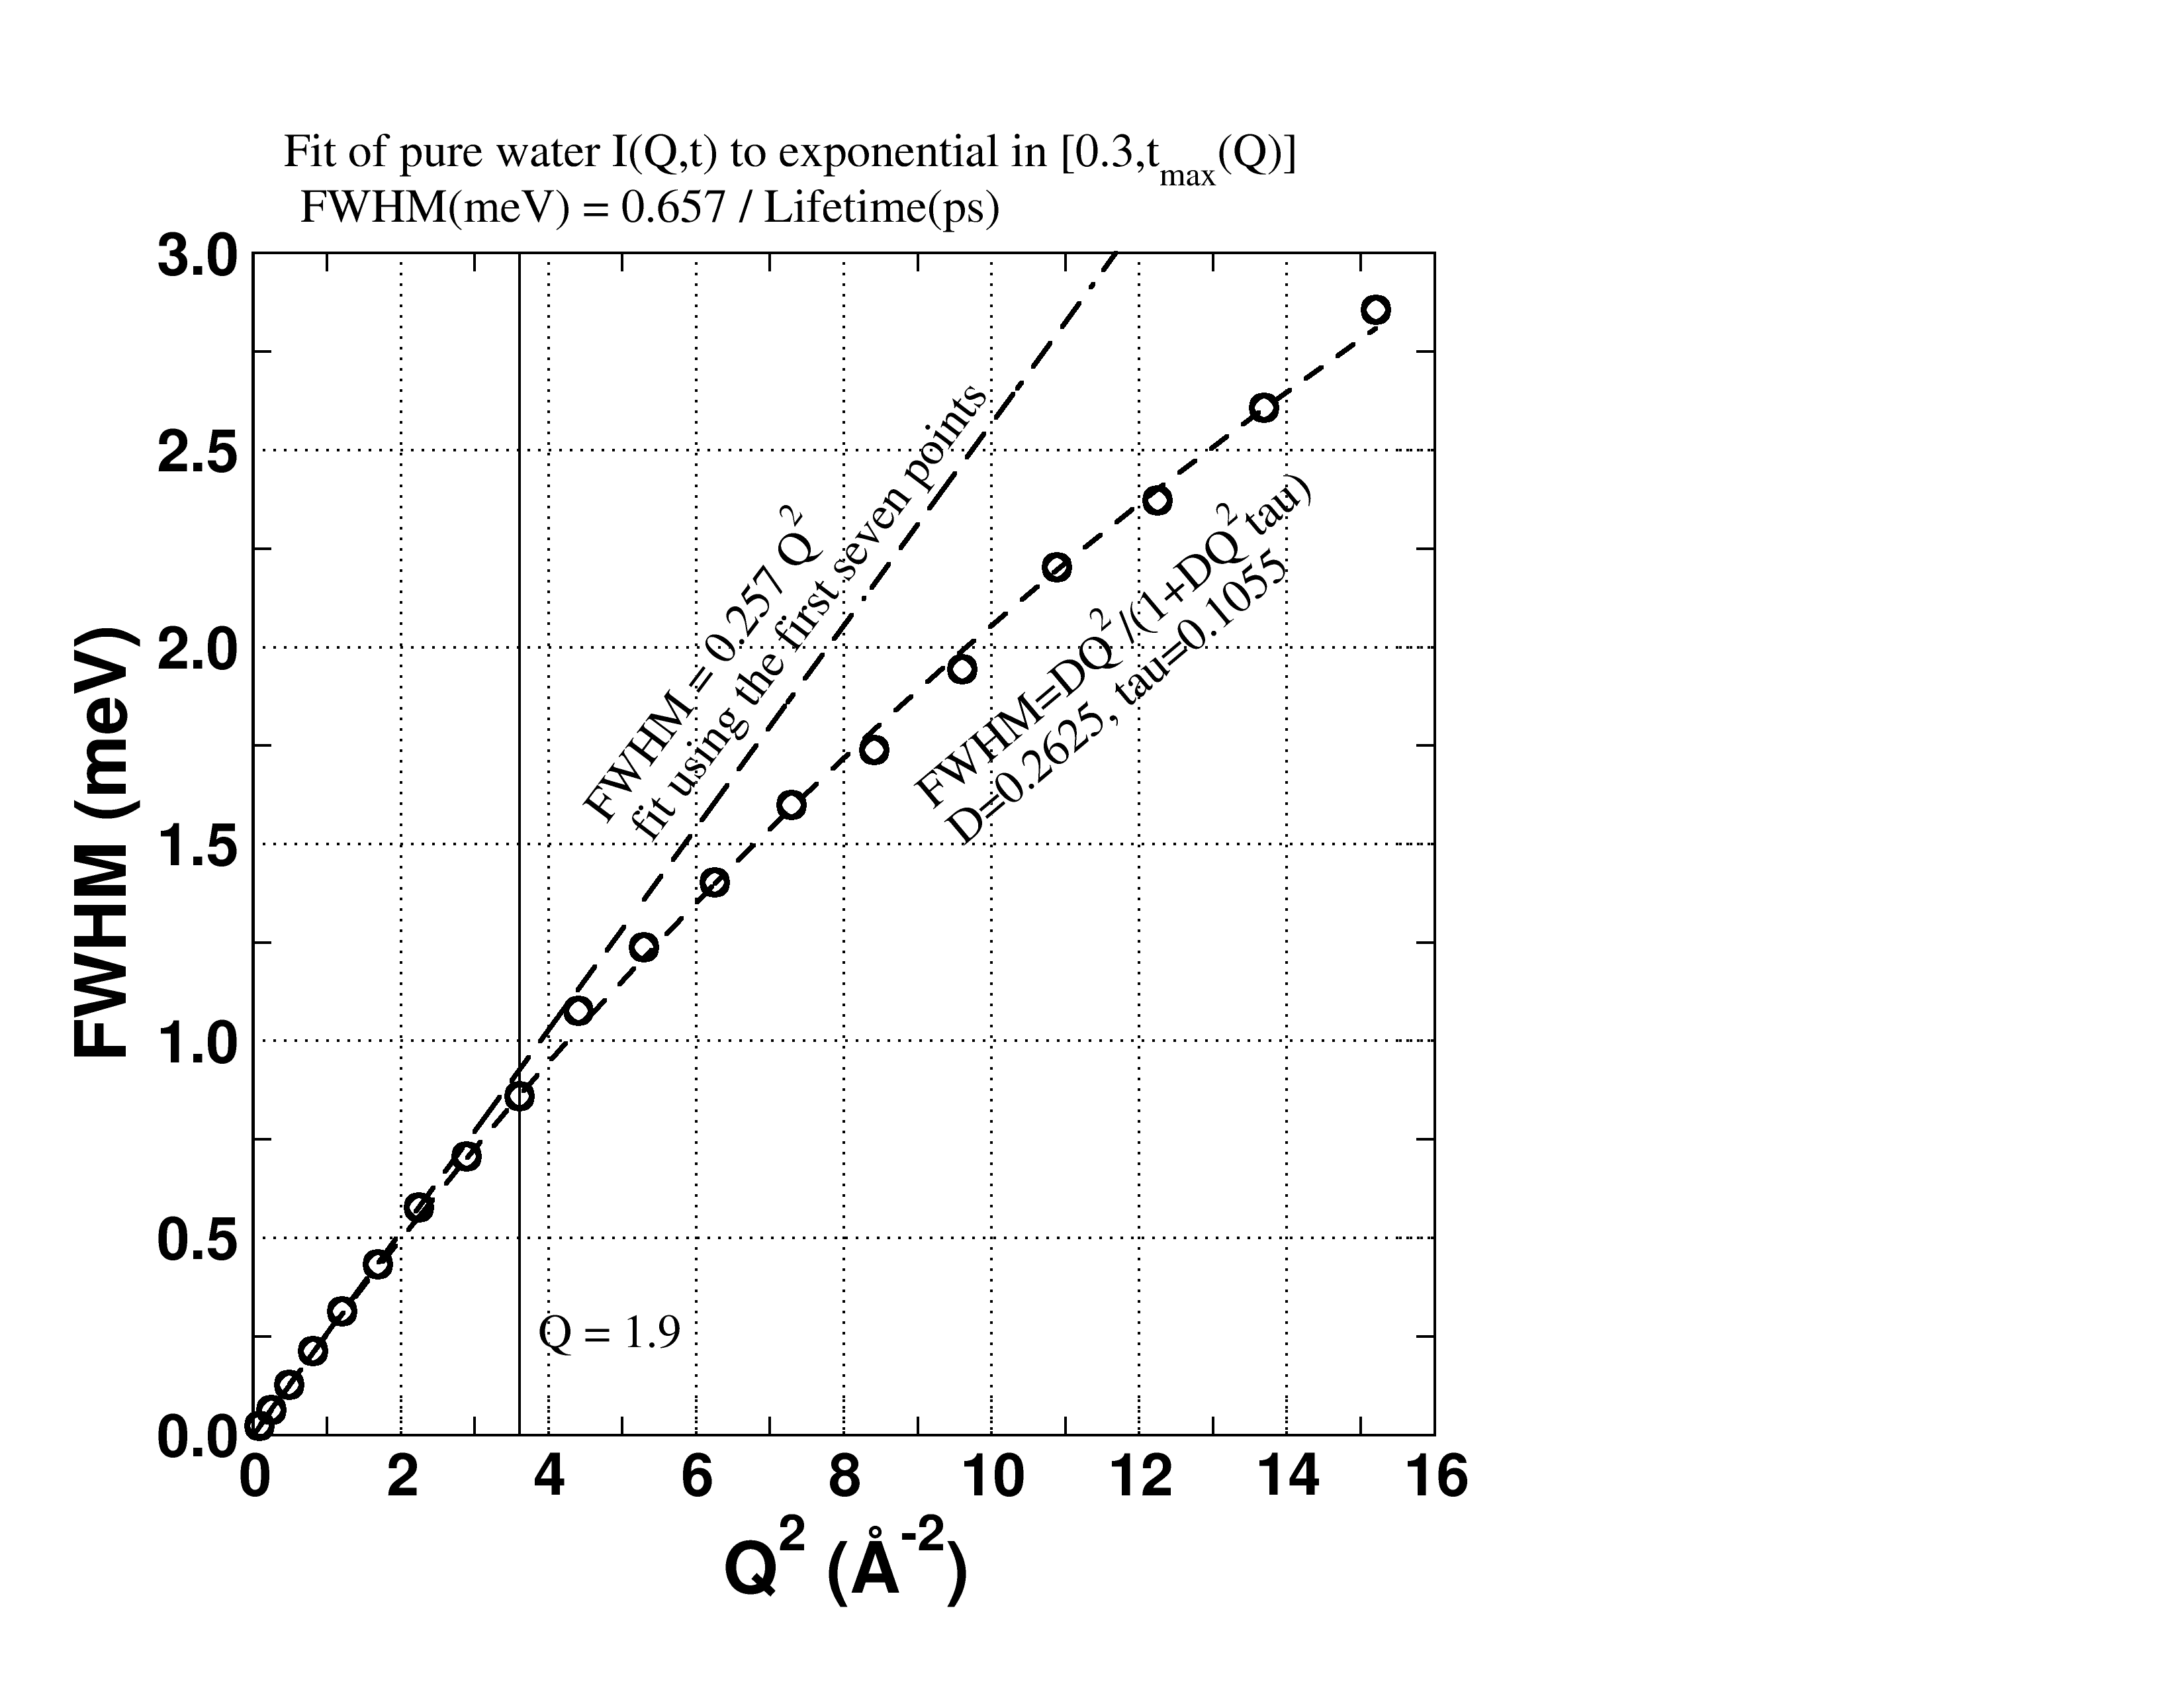 Fit of pure water I(Q,t) to exponential in [0.3,tmax(Q)]
FWHM(meV) = 0.657 / Lifetime(ps)
3.0
2.5
2.0
1.5
1.0
0.5
0.0
FWHM (meV)
FWHM = 0.257 Q²
fit using the first seven points
FWHM=DQ²/(1+DQ² tau)
D=0.2625, tau=0.1055
Q = 1.9
0 2 4 6 8 10 12 14 16
Q² (Å⁻²)